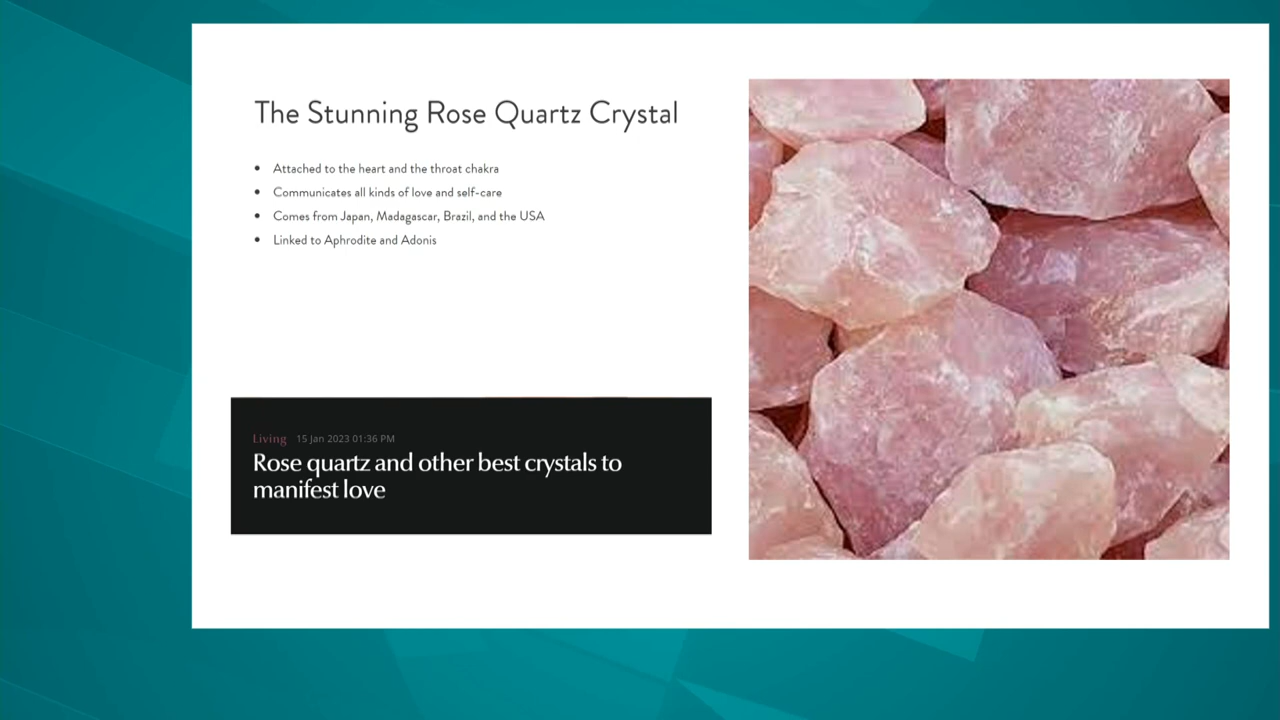 The Stunning Rose Quartz Crystal
• Attached to the heart and the throat chakra
• Communicates all kinds of love and self-care
• Comes from Japan, Madagascar, Brazil, and the USA
• Linked to Aphrodite and Adonis
Living 15 Jan 2023 01:36 PM
Rose quartz and other best crystals to
manifest love